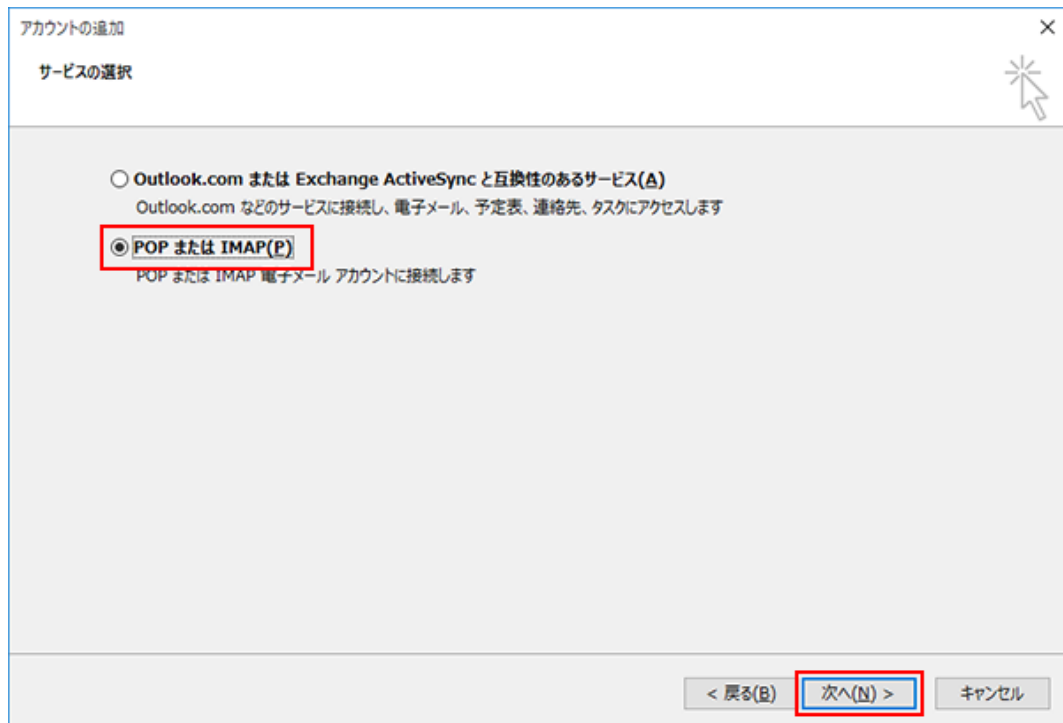 アカウントの追加
サービスの選択
Outlook.com または Exchange ActiveSync と互換性のあるサービス(A)
Outlook.com などのサービスに接続し、電子メール、予定表、連絡先、タスクにアクセスします
POP または IMAP(P)
POP または IMAP 電子メール アカウントに接続します
< 戻る(B) 次へ(N) > キャンセル